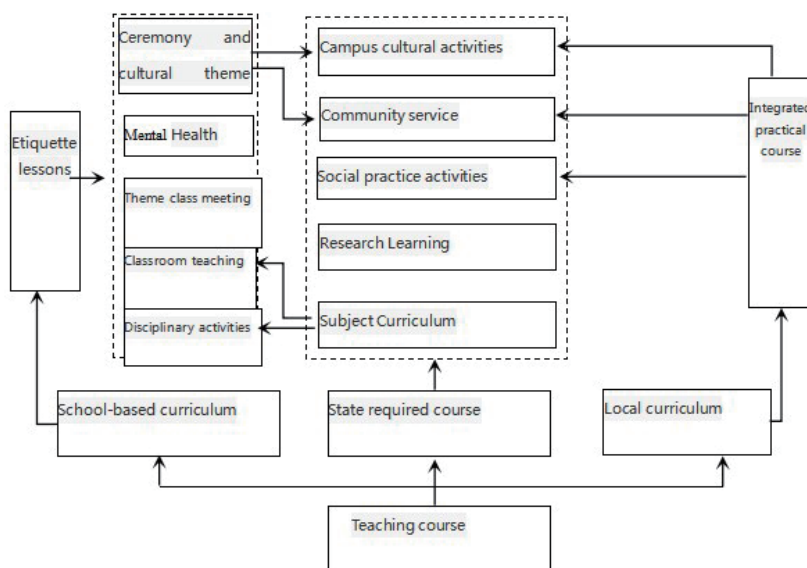 Ceremony and
cultural theme
Campus cultural activities
Community service
Integrated
practical
course
Etiquette
lessons
Mental Health
Social practice activities
Theme class meeting
Research Learning
Classroom teaching
Subject Curriculum
Disciplinary activities
School-based curriculum
State required course
Local curriculum
Teaching course